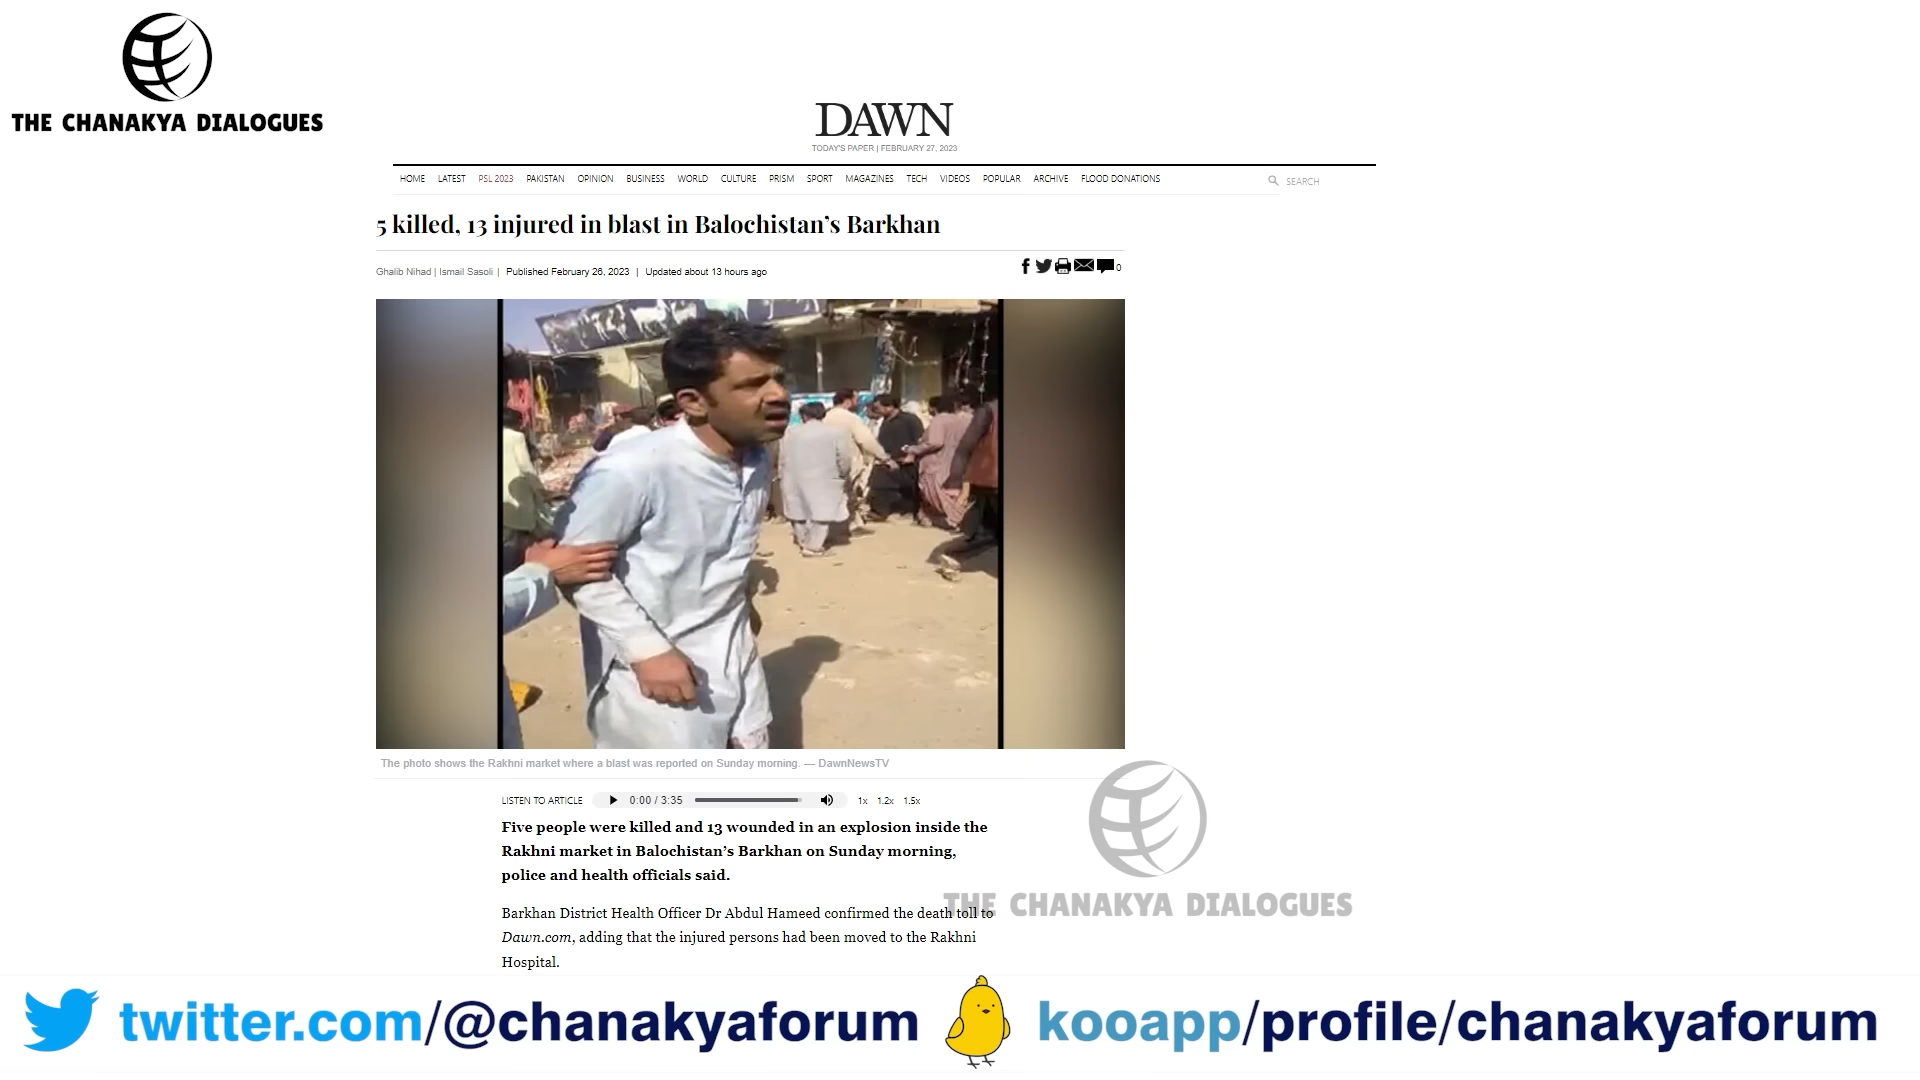 THE CHANAKYA DIALOGUES
DAWN
TODAY'S PAPER | FEBRUARY 27, 2023
HOME LATEST PSL 2023 PAKISTAN OPINION BUSINESS WORLD CULTURE PRISM SPORT MAGAZINES TECH VIDEOS POPULAR ARCHIVE FLOOD DONATIONS SEARCH
5 killed, 13 injured in blast in Balochistan's Barkhan
Ghalib Nihad | Ismail Sasoli | Published February 26, 2023 | Updated about 13 hours ago
0
The photo shows the Rakhni market where a blast was reported on Sunday morning. — DawnNewsTV
LISTEN TO ARTICLE 0:00 / 3:35 1x 1.2x 1.5x
Five people were killed and 13 wounded in an explosion inside the
Rakhni market in Balochistan's Barkhan on Sunday morning,
police and health officials said.
THE CHANAKYA DIALOGUES
Barkhan District Health Officer Dr Abdul Hameed confirmed the death toll to
Dawn.com, adding that the injured persons had been moved to the Rakhni
Hospital.
twitter.com/@chanakyaforum kooapp/profile/chanakyaforum